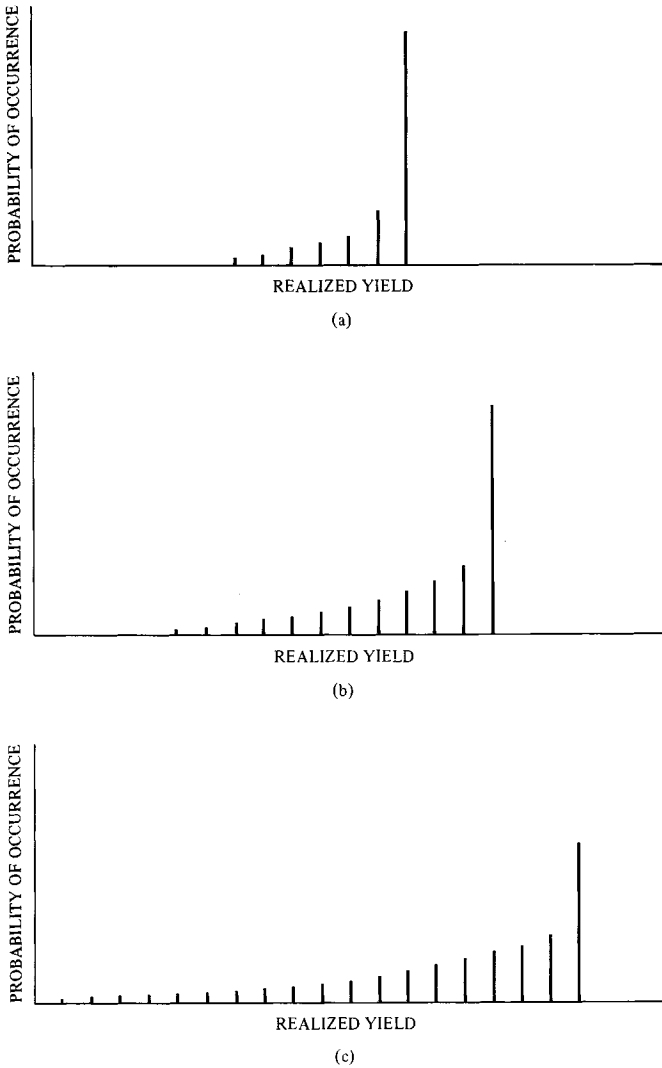 PROBABILITY OF OCCURRENCE
REALIZED YIELD
(a)
PROBABILITY OF OCCURRENCE
REALIZED YIELD
(b)
PROBABILITY OF OCCURRENCE
REALIZED YIELD
(c)